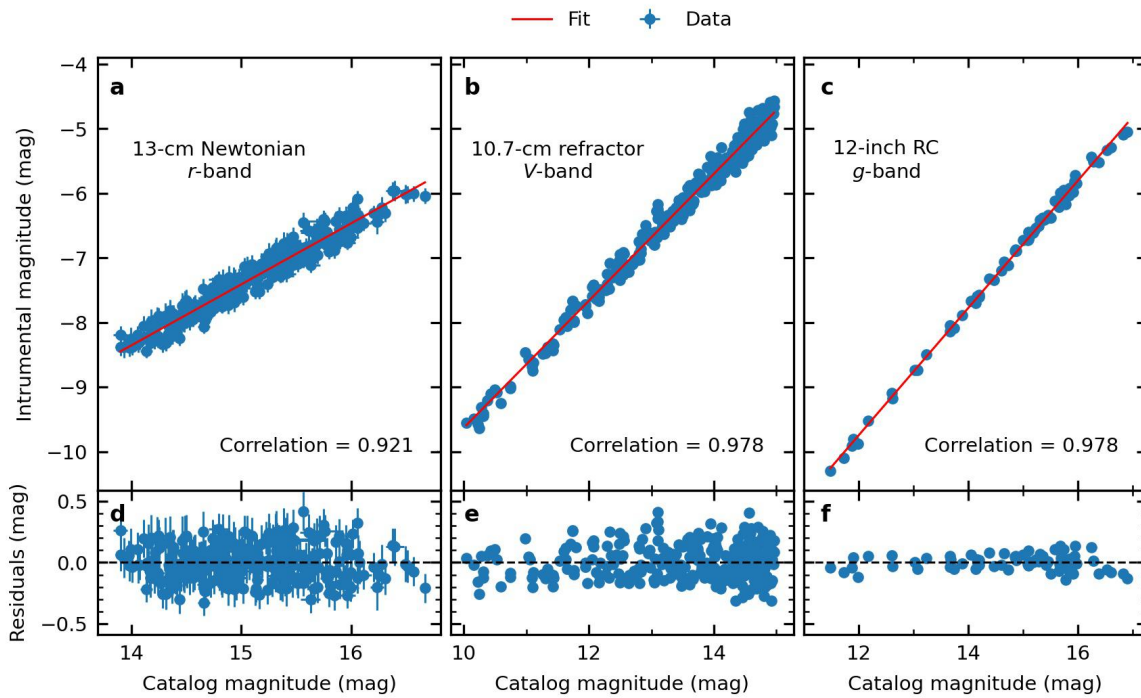 Fit Data
a b c
13-cm Newtonian
r-band
10.7-cm refractor
V-band
12-inch RC
g-band
Intrumental magnitude (mag)
−4
−5
−6
−7
−8
−9
−10
Correlation = 0.921
Correlation = 0.978
Correlation = 0.978
d e f
Residuals (mag)
0.5
0.0
−0.5
14 15 16
10 12 14
12 14 16
Catalog magnitude (mag)
Catalog magnitude (mag)
Catalog magnitude (mag)